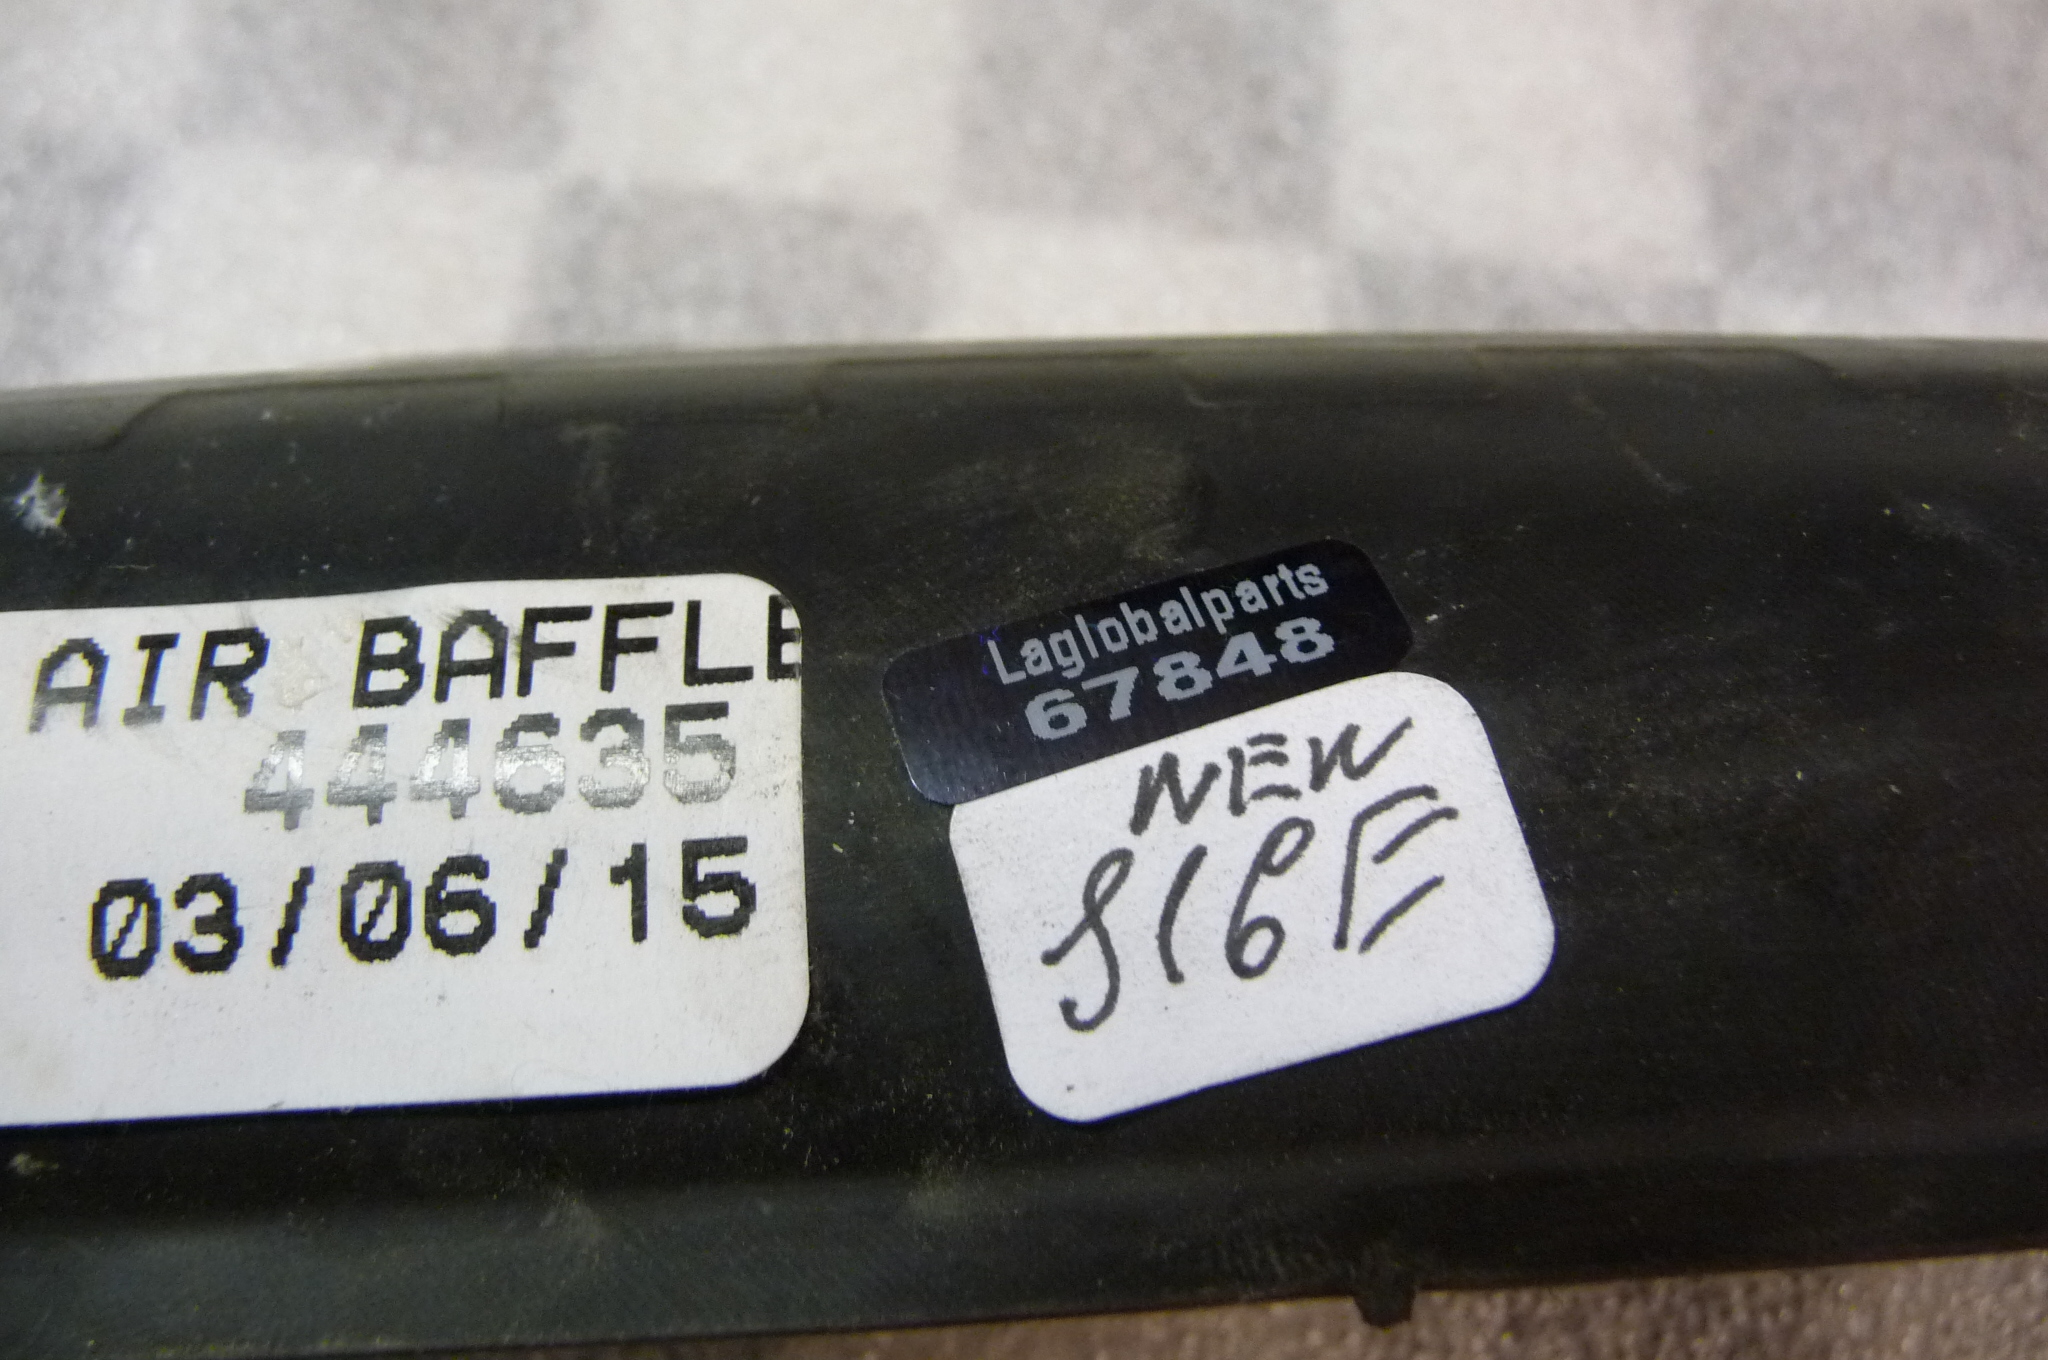 AIR BAFFLE
444635
03/06/15
Laglobalparts
67848
NEW
S16E